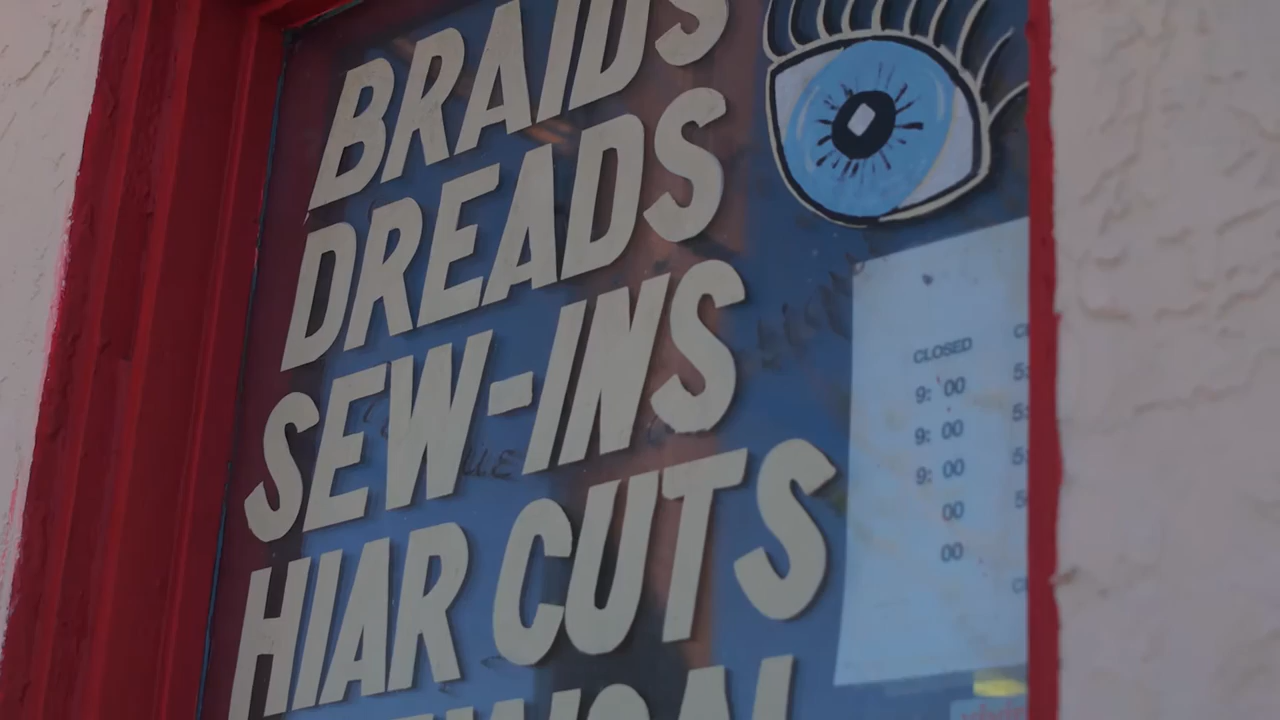 BRAIDS
DREADS
SEW-INS
HIAR CUTS
CLOSED
9: 00
9: 00
9: 00
00
00